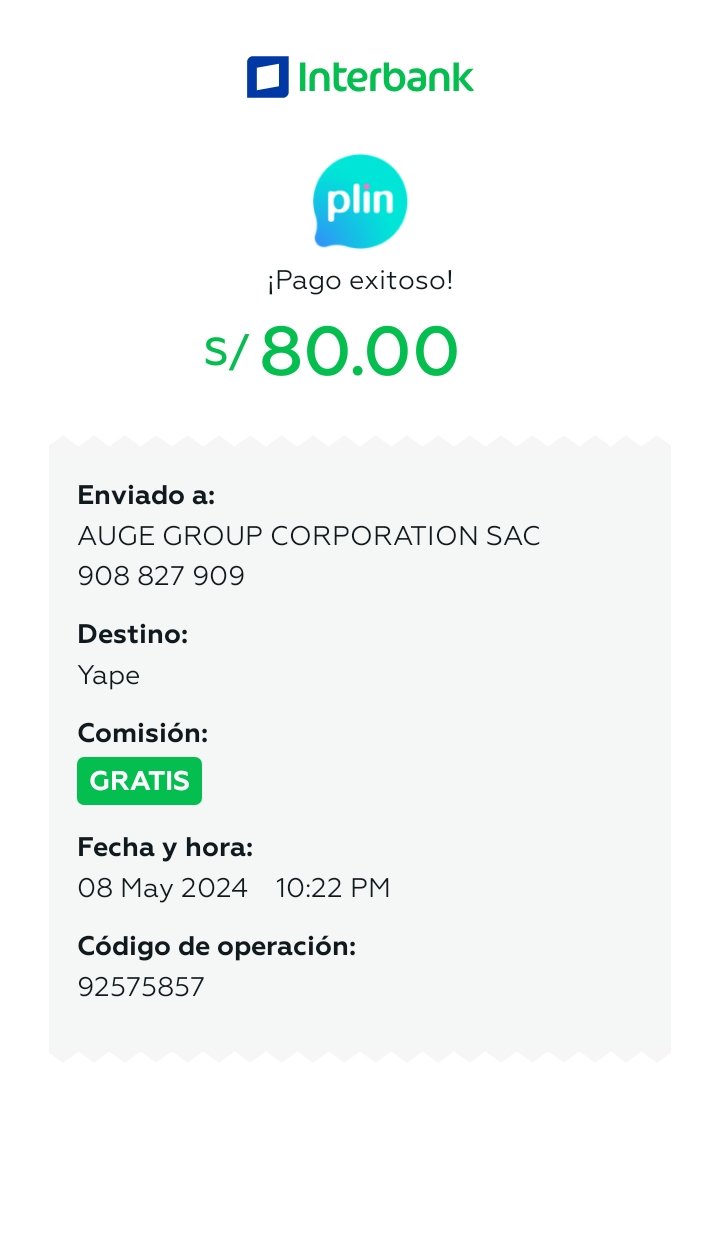 Interbank
plin
¡Pago exitoso!
S/ 80.00
Enviado a:
AUGE GROUP CORPORATION SAC
908 827 909
Destino:
Yape
Comisión:
GRATIS
Fecha y hora:
08 May 2024 10:22 PM
Código de operación:
92575857